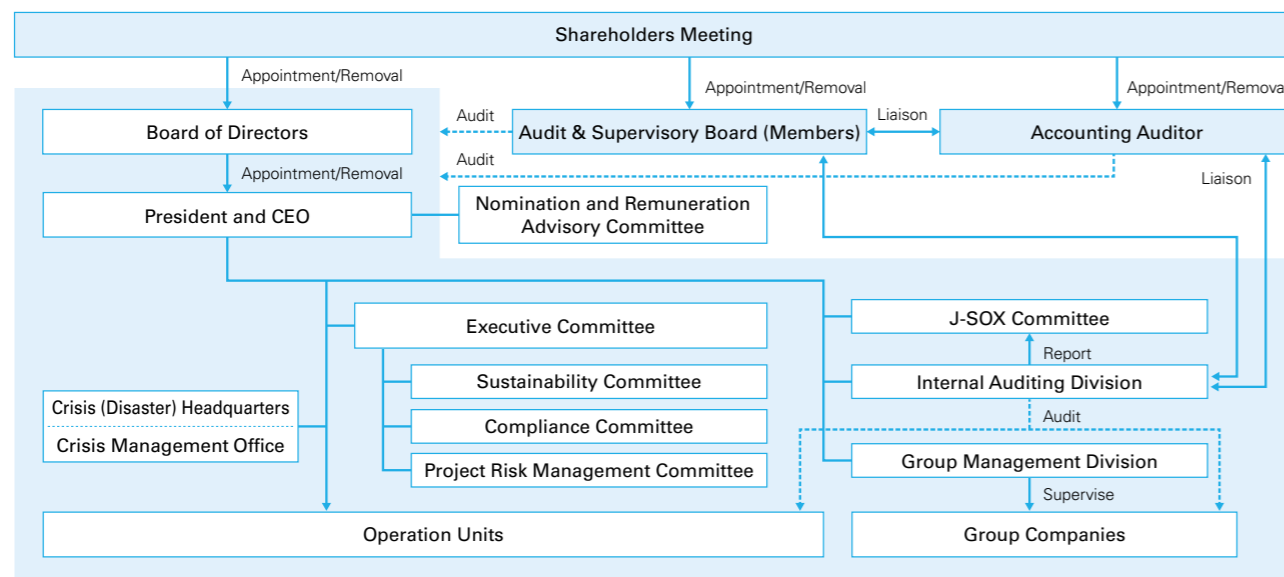 Shareholders Meeting
Appointment/Removal
Appointment/Removal
Appointment/Removal
Board of Directors
Audit
Audit & Supervisory Board (Members)
Liaison
Accounting Auditor
Audit
Appointment/Removal
Liaison
President and CEO
Nomination and Remuneration
Advisory Committee
Executive Committee
J-SOX Committee
Report
Sustainability Committee
Internal Auditing Division
Crisis (Disaster) Headquarters
Crisis Management Office
Compliance Committee
Audit
Project Risk Management Committee
Group Management Division
Supervise
Operation Units
Group Companies